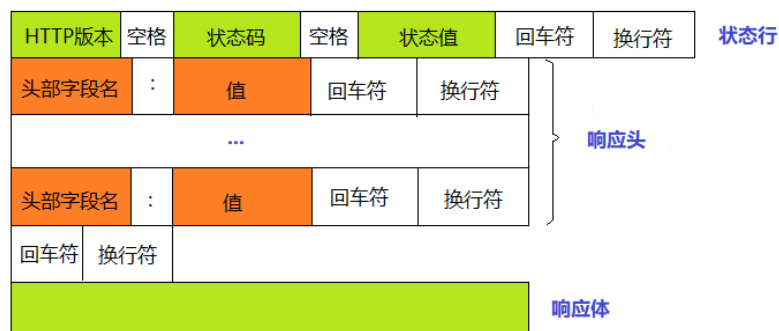 HTTP版本 空格 状态码 空格 状态值 回车符 换行符 状态行
头部字段名 : 值 回车符 换行符
... 响应头
头部字段名 : 值 回车符 换行符
回车符 换行符
响应体